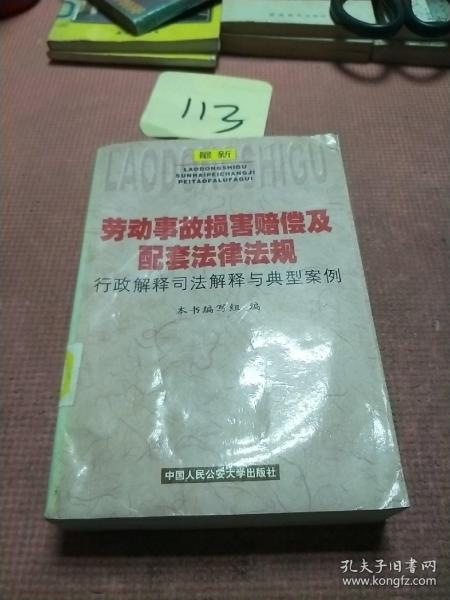 113
最新
LAODONGSHIGU
LAODONGSHIGU
SUNHAIPEICHANGJI
PEITAOFALUFAGUI
劳动事故损害赔偿及
配套法律法规
行政解释司法解释与典型案例
本书编写组 编
中国人民公安大学出版社
孔夫子旧书网
www.kongfz.com